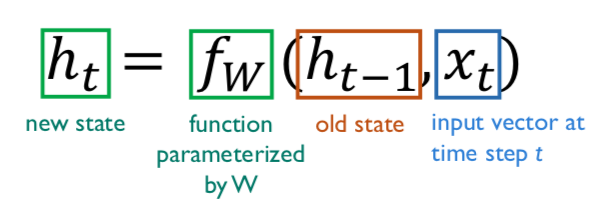 h_t = f_W (h_{t−1}, x_t)
new state
function
parameterized
by W
old state
input vector at
time step t